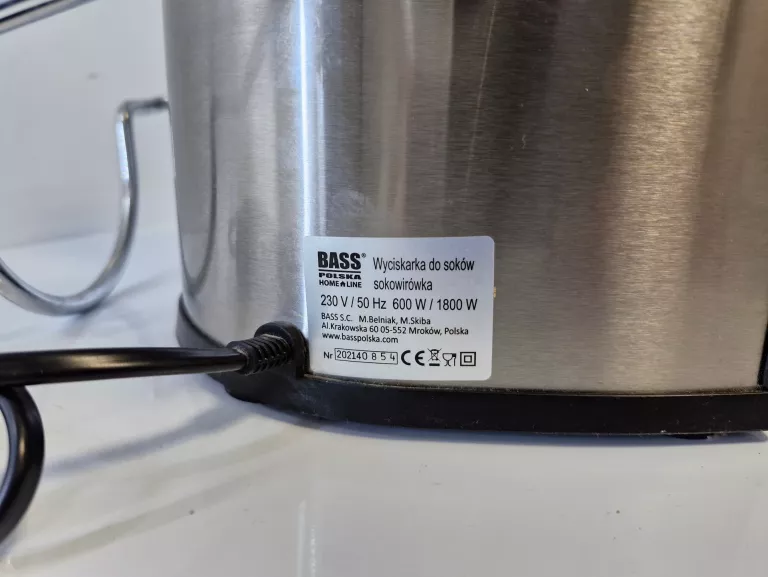 BASS®
POLSKA
HOME LINE
Wyciskarka do soków
sokowirówka
230 V / 50 Hz 600 W / 1800 W
BASS S.C. M.Belniak, M.Skiba
Al.Krakowska 60 05-552 Mroków, Polska
www.basspolska.com
Nr 202140 8 5 4 CE